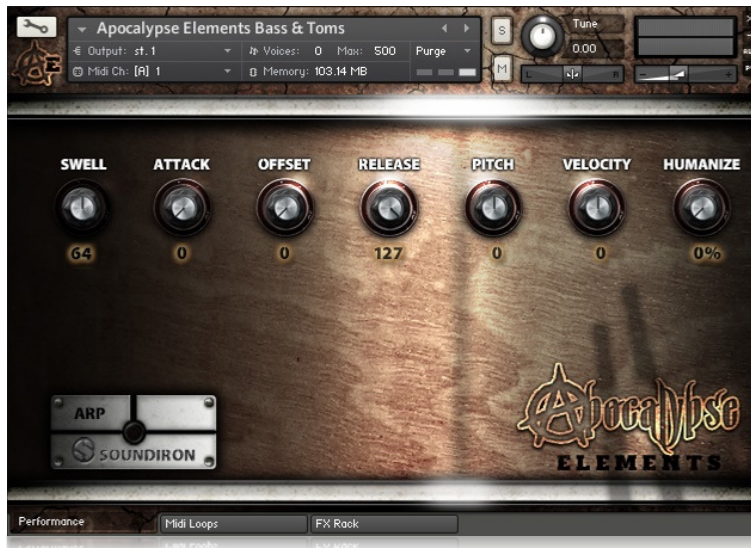 Apocalypse Elements Bass & Toms
Output: st. 1
Voices: 0 Max: 500
Purge
Midi Ch: [A] 1
Memory: 103.14 MB
S
M
Tune
0.00
L R
- +
AE
SWELL ATTACK OFFSET RELEASE PITCH VELOCITY HUMANIZE
64 0 0 127 0 0 0%
ARP
SOUNDIRON
Apocalypse
ELEMENTS
Performance
Midi Loops
FX Rack